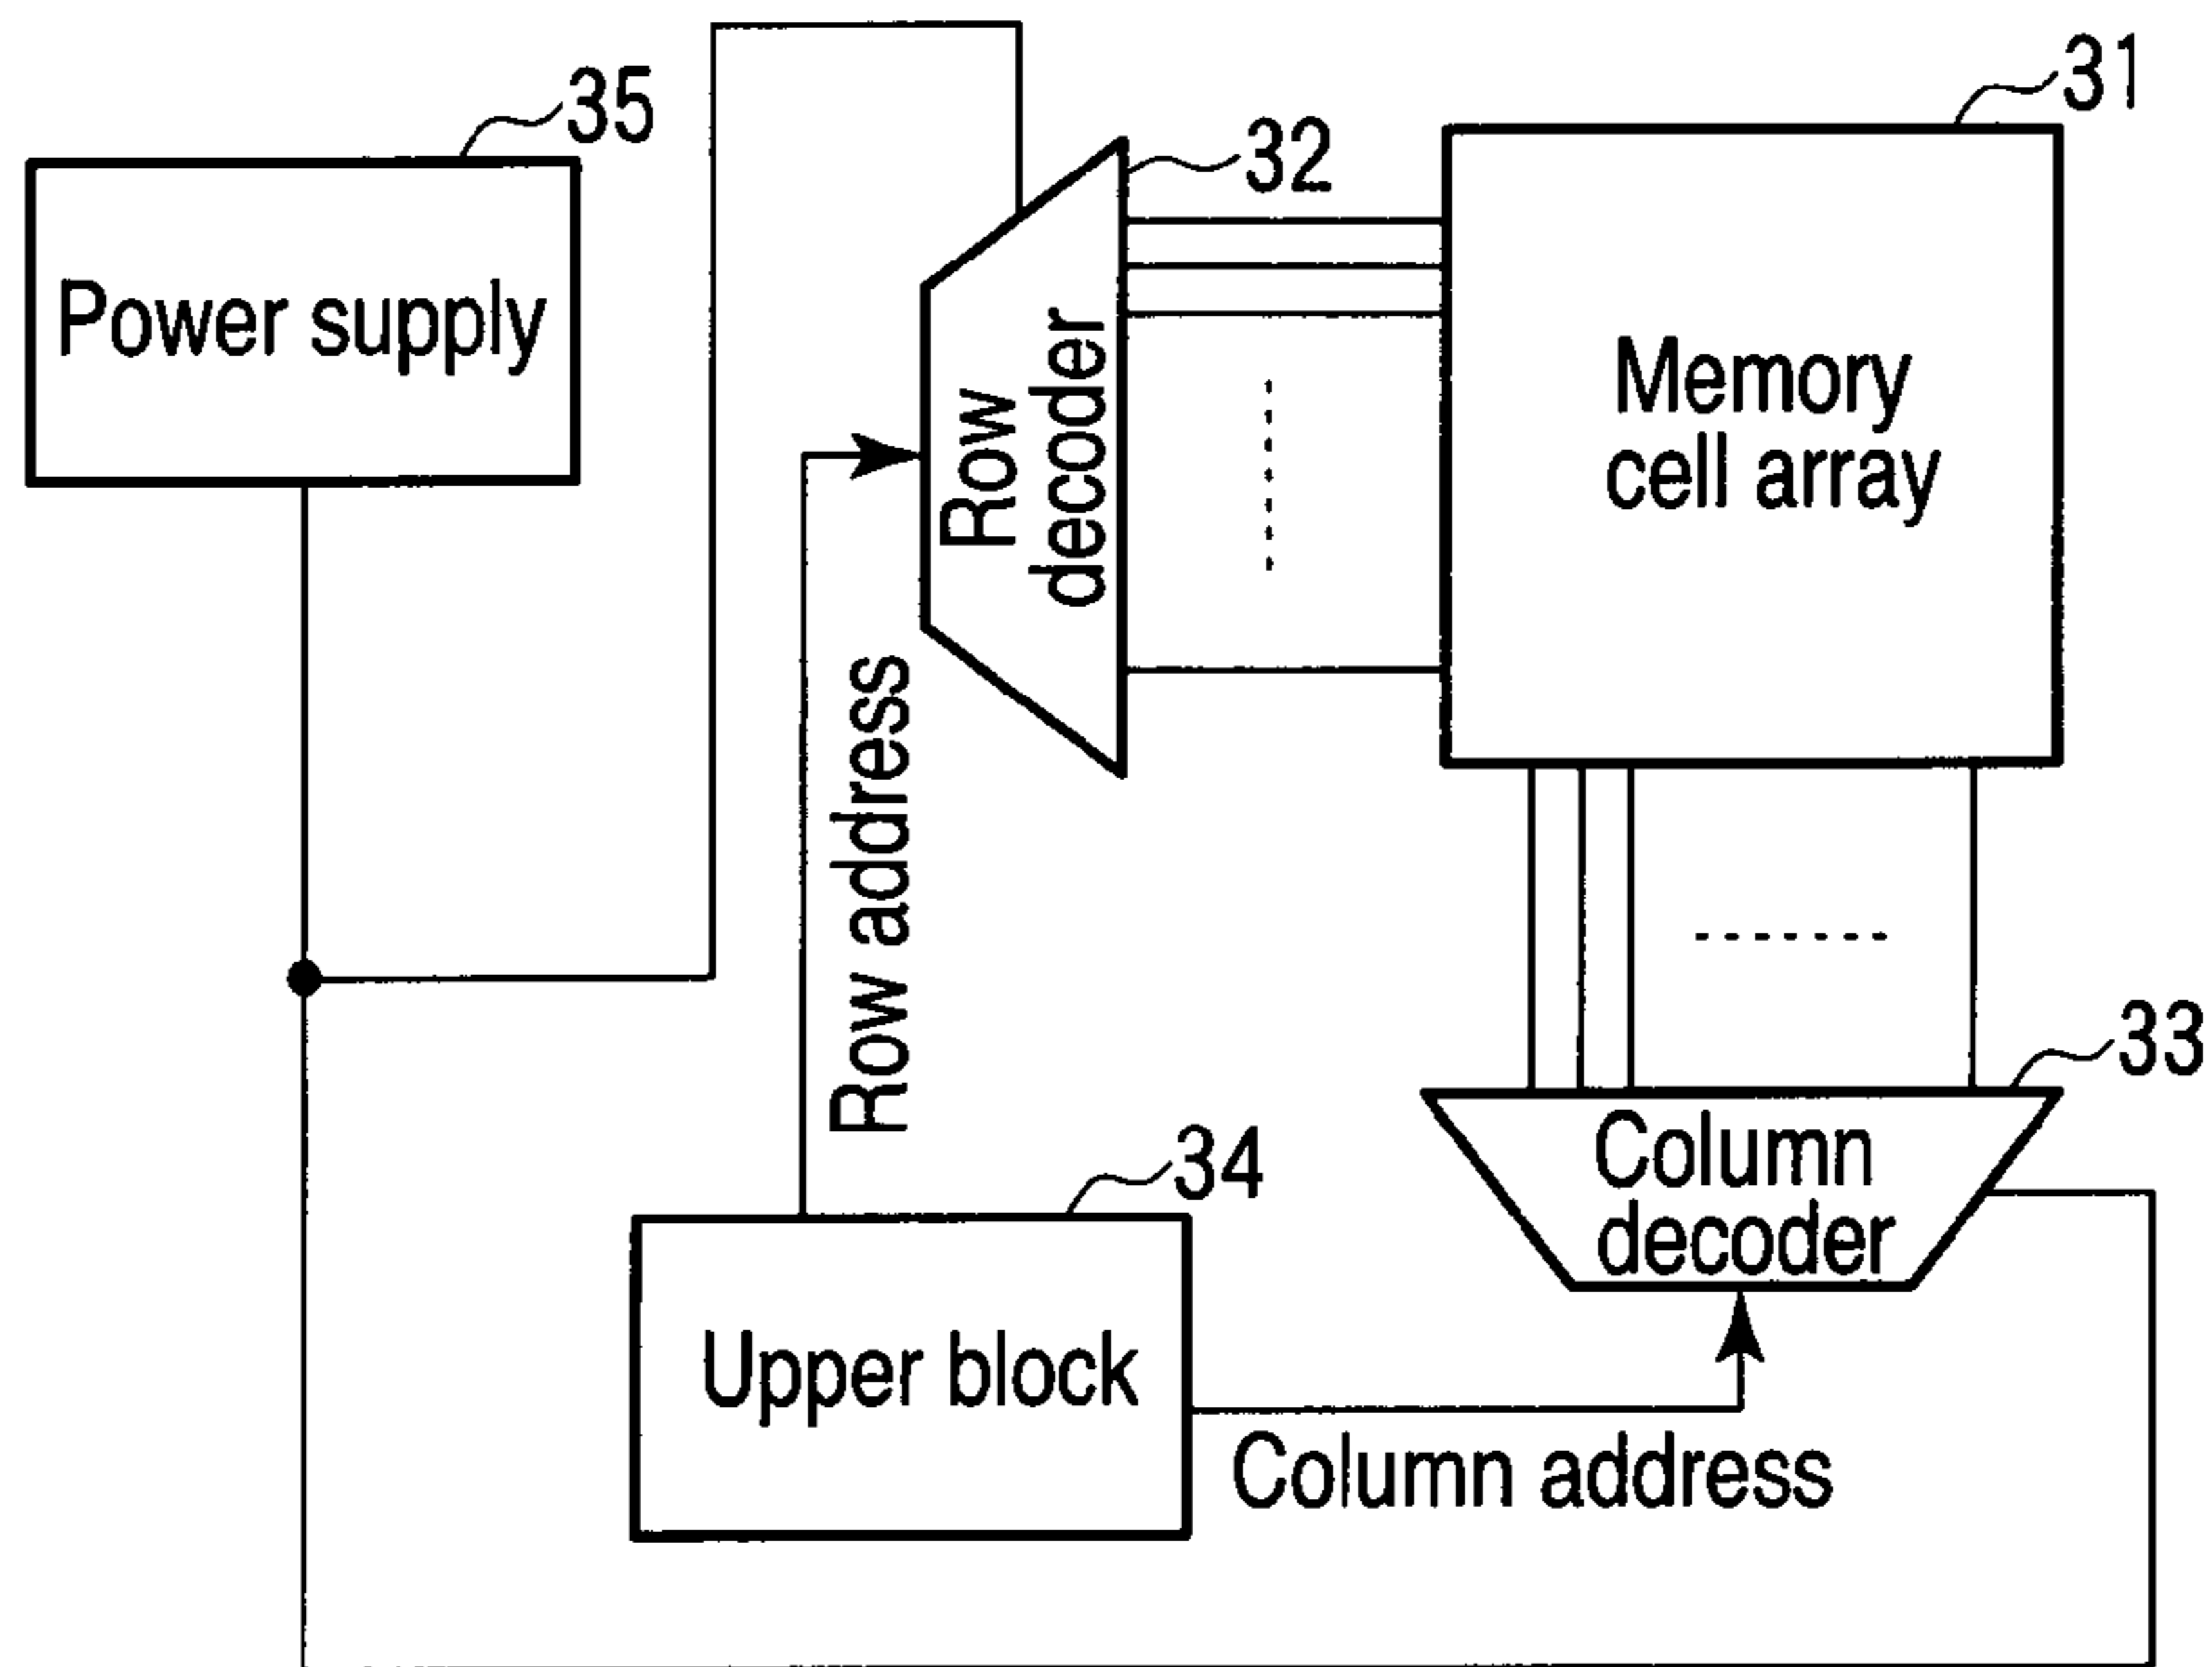 35
Power supply
32
Row
decoder
31
Memory
cell array
Row address
33
Column
decoder
34
Upper block
Column address